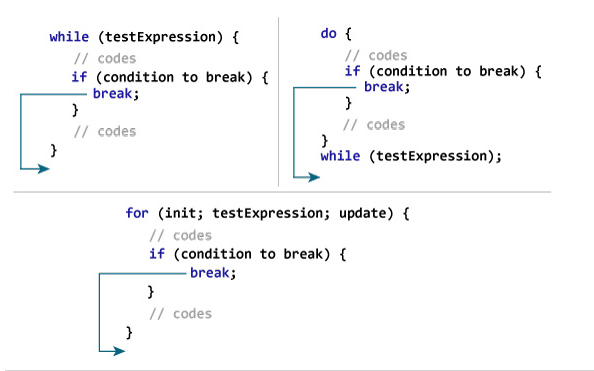 while (testExpression) {
// codes
if (condition to break) {
break;
}
// codes
}
do {
// codes
if (condition to break) {
break;
}
// codes
}
while (testExpression);
for (init; testExpression; update) {
// codes
if (condition to break) {
break;
}
// codes
}